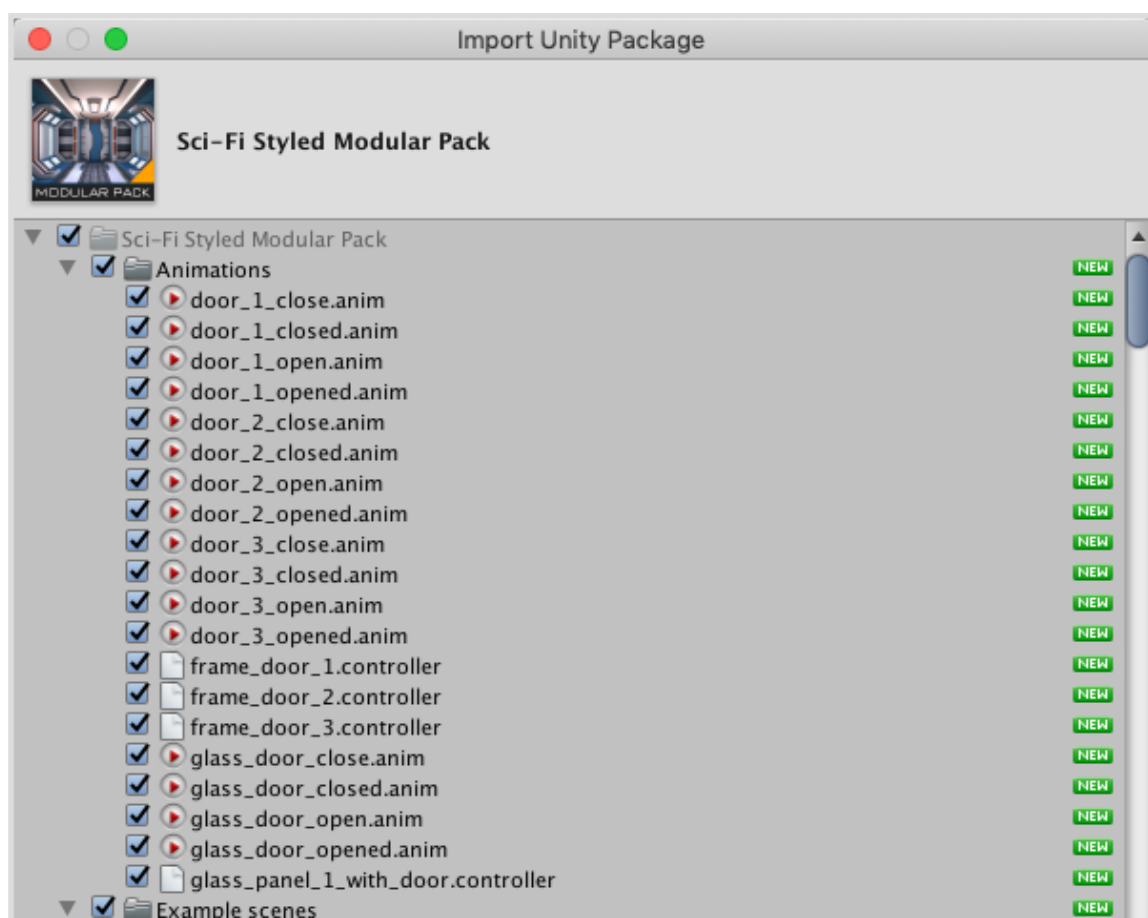 Import Unity Package
Sci-Fi Styled Modular Pack
MODULAR PACK
Sci-Fi Styled Modular Pack
Animations NEW
door_1_close.anim NEW
door_1_closed.anim NEW
door_1_open.anim NEW
door_1_opened.anim NEW
door_2_close.anim NEW
door_2_closed.anim NEW
door_2_open.anim NEW
door_2_opened.anim NEW
door_3_close.anim NEW
door_3_closed.anim NEW
door_3_open.anim NEW
door_3_opened.anim NEW
frame_door_1.controller NEW
frame_door_2.controller NEW
frame_door_3.controller NEW
glass_door_close.anim NEW
glass_door_closed.anim NEW
glass_door_open.anim NEW
glass_door_opened.anim NEW
glass_panel_1_with_door.controller NEW
Example scenes NEW